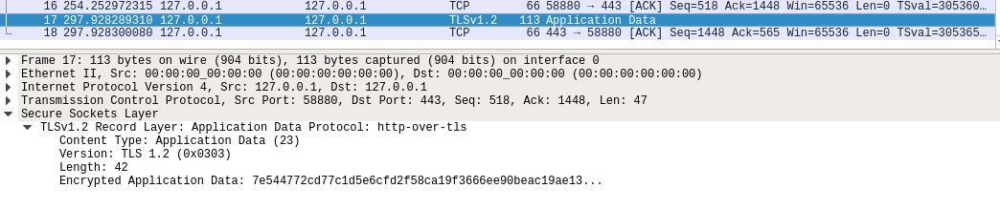 16 254.252972315 127.0.0.1 127.0.0.1 TCP 66 58880 → 443 [ACK] Seq=518 Ack=1448 Win=65536 Len=0 TSval=305360…
17 297.928289310 127.0.0.1 127.0.0.1 TLSv1.2 113 Application Data
18 297.928300080 127.0.0.1 127.0.0.1 TCP 66 443 → 58880 [ACK] Seq=1448 Ack=565 Win=65536 Len=0 TSval=305365…
Frame 17: 113 bytes on wire (904 bits), 113 bytes captured (904 bits) on interface 0
Ethernet II, Src: 00:00:00_00:00:00 (00:00:00:00:00:00), Dst: 00:00:00_00:00:00 (00:00:00:00:00:00)
Internet Protocol Version 4, Src: 127.0.0.1, Dst: 127.0.0.1
Transmission Control Protocol, Src Port: 58880, Dst Port: 443, Seq: 518, Ack: 1448, Len: 47
Secure Sockets Layer
TLSv1.2 Record Layer: Application Data Protocol: http-over-tls
Content Type: Application Data (23)
Version: TLS 1.2 (0x0303)
Length: 42
Encrypted Application Data: 7e544772cd77c1d5e6cfd2f58ca19f3666ee90beac19ae13...